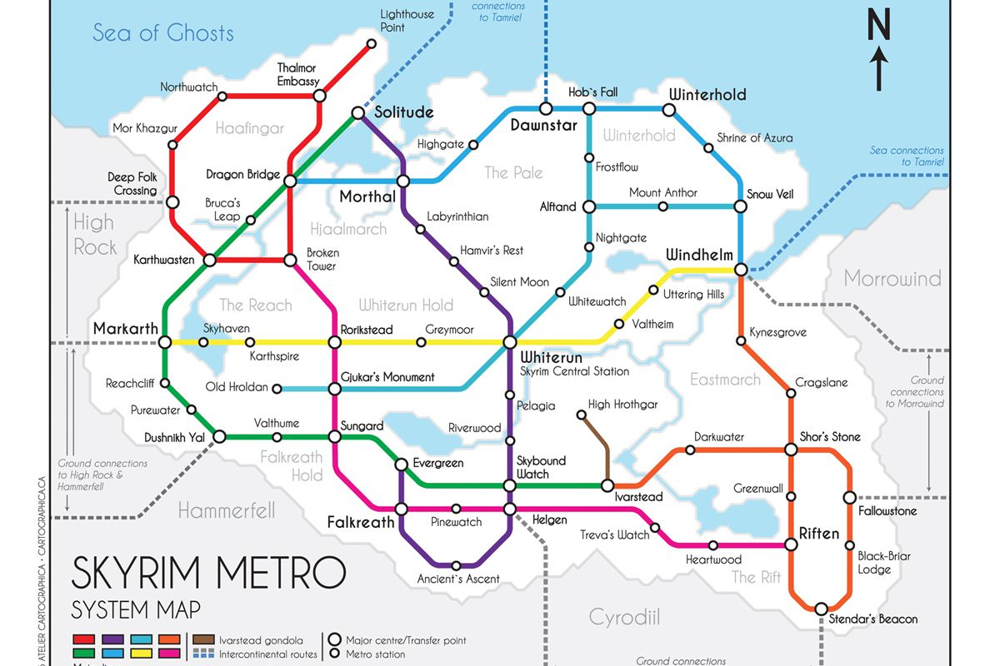 connections
to Tamriel
Lighthouse
Point
N
Sea of Ghosts
Thalmor
Embassy
Northwatch
Hob`s Fall
Winterhold
Solitude
Dawnstar
Mor Khazgur
Haafingar
Winterhold
Shrine of Azura
Highgate
Sea connections
to Tamriel
Frostflow
The Pale
Deep Folk
Crossing
Dragon Bridge
Morthal
Mount Anthor
Snow Veil
Bruca's
Leap
Alftand
High
Rock
Hjaalmarch
Labyrinthian
Nightgate
Karthwasten
Broken
Tower
Hamvir's Rest
Windhelm
Morrowind
Silent Moon
Whitewatch
Uttering Hills
The Reach
Whiterun Hold
Valtheim
Markarth
Skyhaven
Rorikstead
Greymoor
Kynesgrove
Karthspire
Whiterun
Skyrim Central Station
Reachcliff
Old Hroldan
Gjukar's Monument
Eastmarch
Cragslane
Ground
connections
to Morrowind
Purewater
Pelagia
High Hrothgar
Valthume
Sungard
Riverwood
Dushnikh Yal
Darkwater
Shor's Stone
Falkreath
Hold
Evergreen
Skybound
Watch
Ground connections
to High Rock &
Hammerfell
Greenwall
Ivarstead
Hammerfell
Falkreath
Pinewatch
Helgen
Fallowstone
Treva's Watch
Riften
Heartwood
Black-Briar
Lodge
The Rift
Ancient`s Ascent
SKYRIM METRO
SYSTEM MAP
Cyrodiil
Stendar's Beacon
Ivarstead gondola
Intercontinental routes
Major centre/Transfer point
Metro station
Ground connections
ATELIER CARTOGRAPHICA • CARTOGRAPHICA.CA